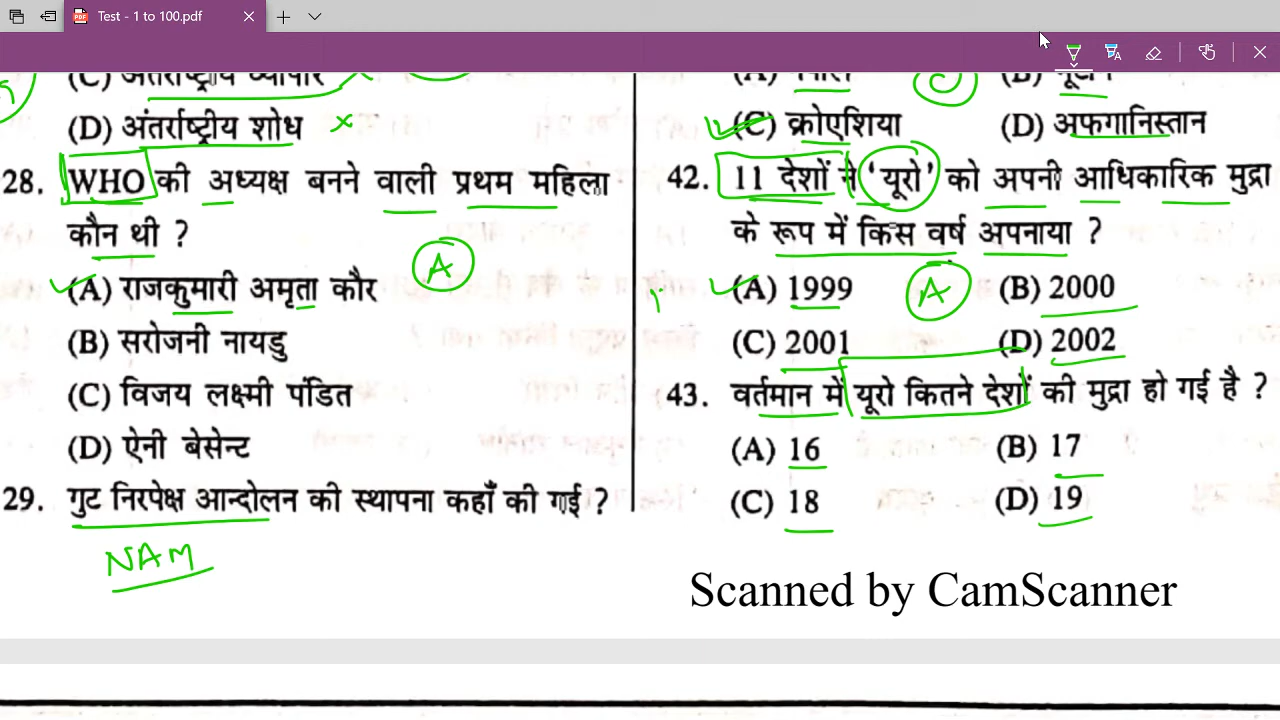 Test - 1 to 100.pdf
(C) अंतर्राष्ट्रीय व्यापार
(D) अंतर्राष्ट्रीय शोध ×
28. WHO की अध्यक्ष बनने वाली प्रथम महिला
कौन थी ?
(A) राजकुमारी अमृता कौर
A
(B) सरोजनी नायडु
(C) विजय लक्ष्मी पंडित
(D) ऐनी बेसेन्ट
29. गुट निरपेक्ष आन्दोलन की स्थापना कहाँ की गई ?
NAM
(C) क्रोएशिया (D) अफगानिस्तान
42. 11 देशों ने 'यूरो' को अपनी आधिकारिक मुद्रा
के रूप में किस वर्ष अपनाया ?
(A) 1999 A (B) 2000
(C) 2001 (D) 2002
43. वर्तमान में यूरो कितने देशों की मुद्रा हो गई है ?
(A) 16 (B) 17
(C) 18 (D) 19
Scanned by CamScanner